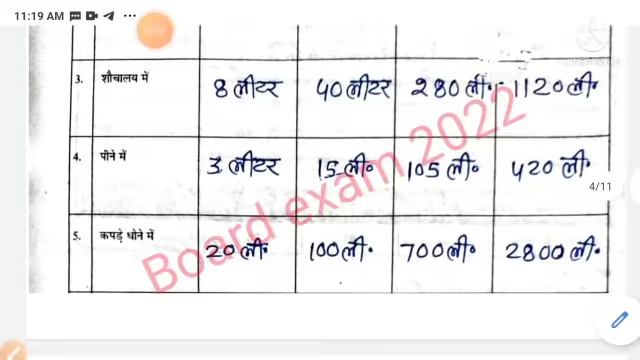 11:19 AM
3. शौचालय में 8 लीटर 40 लीटर 280 ली॰ 1120 ली॰
4. पीने में 3 लीटर 15 ली॰ 105 ली॰ 420 ली॰
4/11
5. कपड़े धोने में 20 ली॰ 100 ली॰ 700 ली॰ 2800 ली॰
Board exam 2022